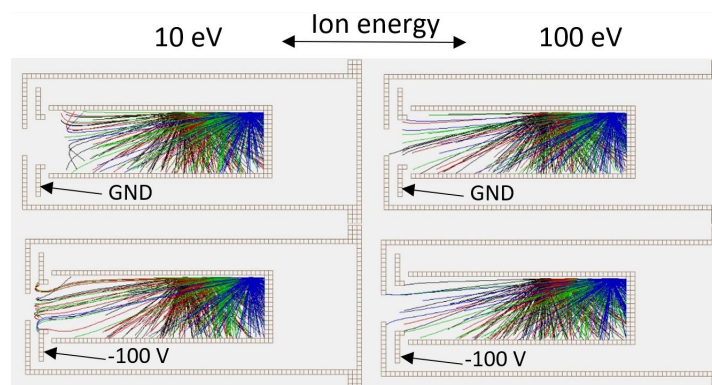 Ion energy
10 eV
100 eV
GND
GND
-100 V
-100 V